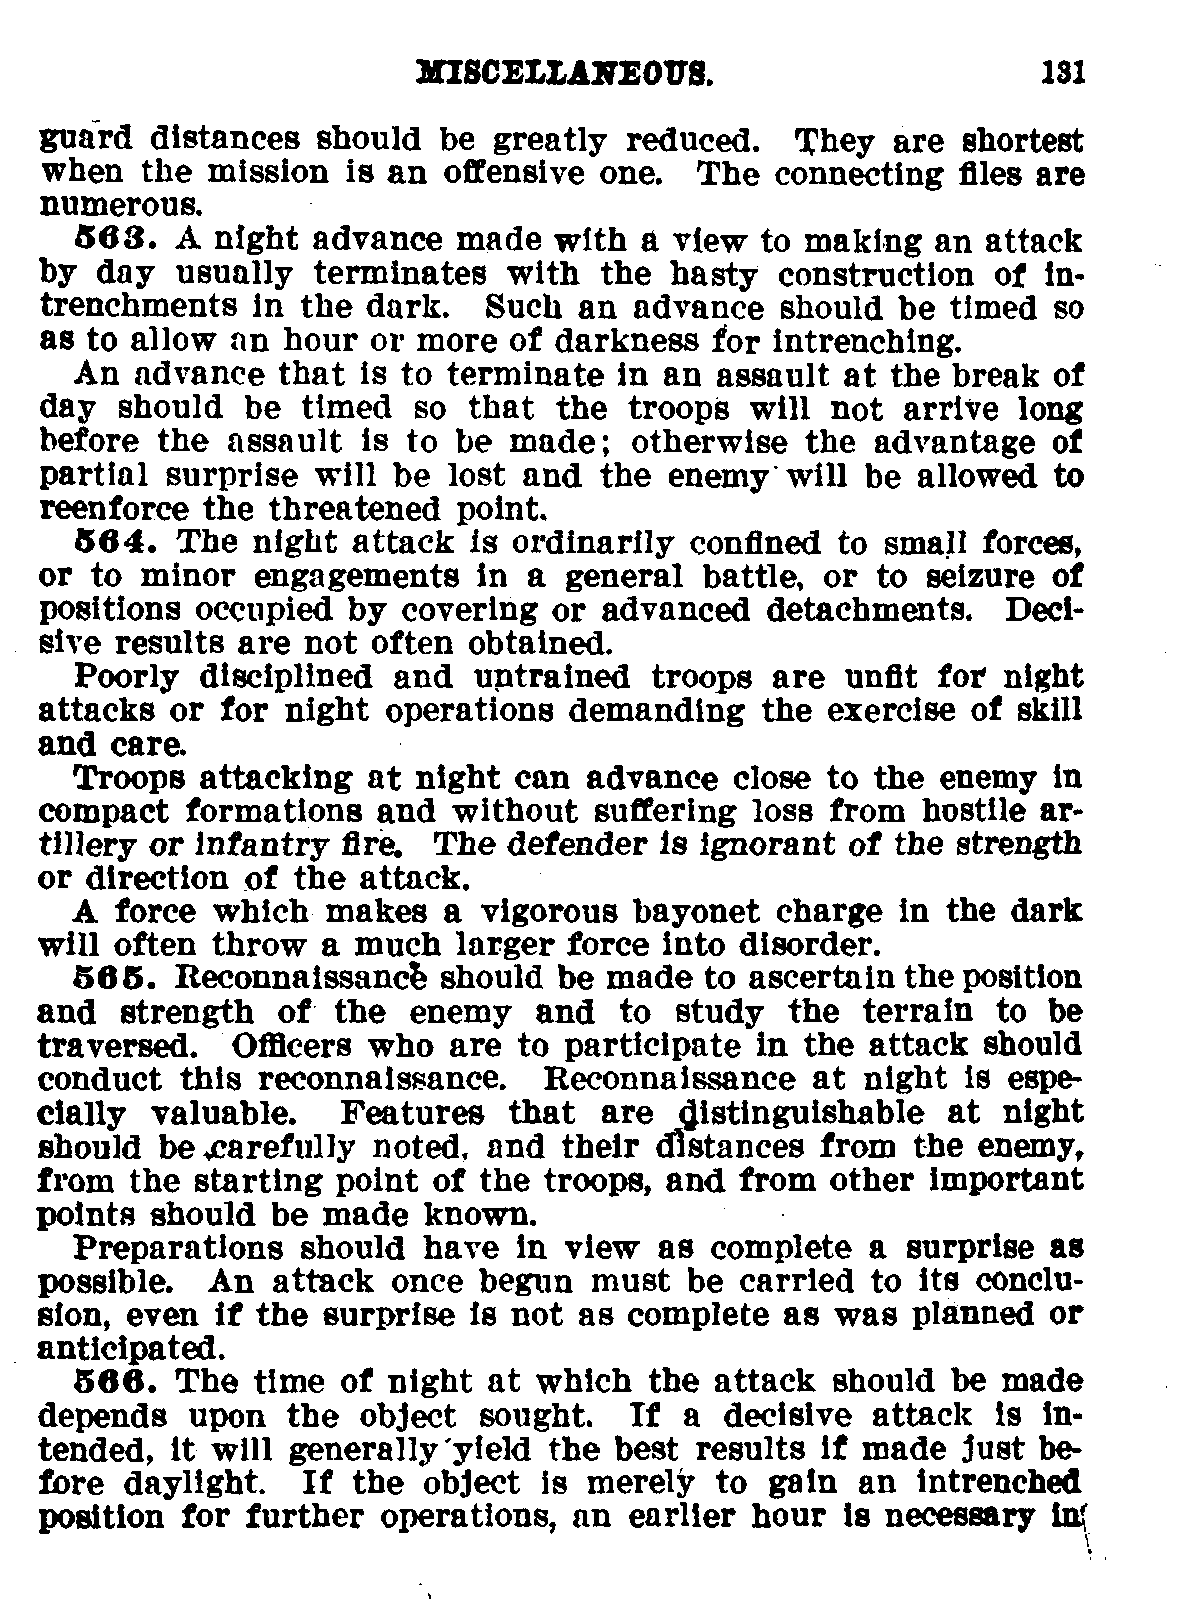 MISCELLANEOUS. 131
guard distances should be greatly reduced. They are shortest
when the mission is an offensive one. The connecting files are
numerous.
563. A night advance made with a view to making an attack
by day usually terminates with the hasty construction of in-
trenchments in the dark. Such an advance should be timed so
as to allow an hour or more of darkness for intrenching.
An advance that is to terminate in an assault at the break of
day should be timed so that the troops will not arrive long
before the assault is to be made; otherwise the advantage of
partial surprise will be lost and the enemy will be allowed to
reenforce the threatened point.
564. The night attack is ordinarily confined to small forces,
or to minor engagements in a general battle, or to seizure of
positions occupied by covering or advanced detachments. Deci-
sive results are not often obtained.
Poorly disciplined and untrained troops are unfit for night
attacks or for night operations demanding the exercise of skill
and care.
Troops attacking at night can advance close to the enemy in
compact formations and without suffering loss from hostile ar-
tillery or infantry fire. The defender is ignorant of the strength
or direction of the attack.
A force which makes a vigorous bayonet charge in the dark
will often throw a much larger force into disorder.
565. Reconnaissance should be made to ascertain the position
and strength of the enemy and to study the terrain to be
traversed. Officers who are to participate in the attack should
conduct this reconnaissance. Reconnaissance at night is espe-
cially valuable. Features that are distinguishable at night
should be carefully noted, and their distances from the enemy,
from the starting point of the troops, and from other important
points should be made known.
Preparations should have in view as complete a surprise as
possible. An attack once begun must be carried to its conclu-
sion, even if the surprise is not as complete as was planned or
anticipated.
566. The time of night at which the attack should be made
depends upon the object sought. If a decisive attack is in-
tended, it will generally yield the best results if made just be-
fore daylight. If the object is merely to gain an intrenched
position for further operations, an earlier hour is necessary in